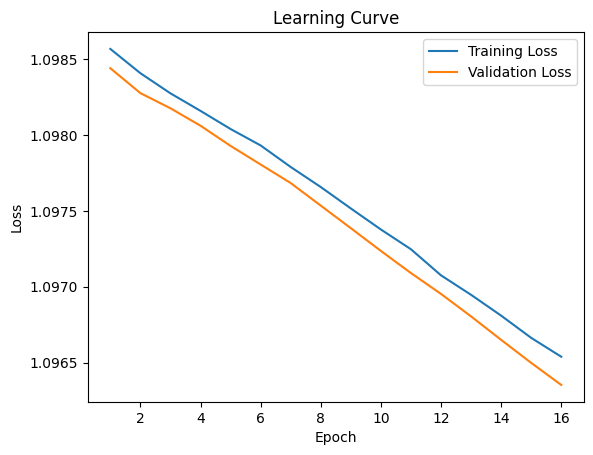 Learning Curve
Training Loss
Validation Loss
1.0985
1.0980
1.0975
1.0970
1.0965
Loss
2 4 6 8 10 12 14 16
Epoch